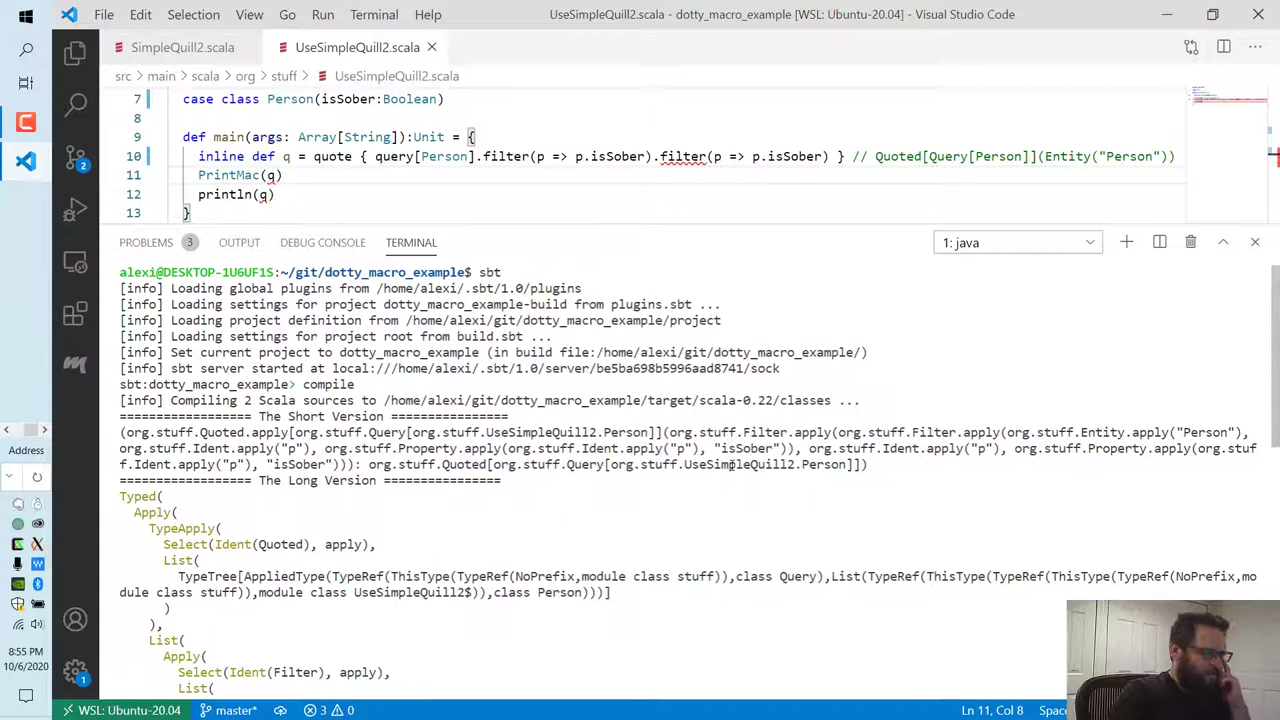 File Edit Selection View Go Run Terminal Help UseSimpleQuill2.scala - dotty_macro_example [WSL: Ubuntu-20.04] - Visual Studio Code
SimpleQuill2.scala UseSimpleQuill2.scala
src > main > scala > org > stuff > UseSimpleQuill2.scala
7 case class Person(isSober:Boolean)
8
9 def main(args: Array[String]):Unit = {
10 inline def q = quote { query[Person].filter(p => p.isSober).filter(p => p.isSober) } // Quoted[Query[Person]](Entity("Person"))
11 PrintMac(q)
12 println(q)
13 }
PROBLEMS 3 OUTPUT DEBUG CONSOLE TERMINAL 1: java
alexi@DESKTOP-1U6UF1S:~/git/dotty_macro_example$ sbt
[info] Loading global plugins from /home/alexi/.sbt/1.0/plugins
[info] Loading settings for project dotty_macro_example-build from plugins.sbt ...
[info] Loading project definition from /home/alexi/git/dotty_macro_example/project
[info] Loading settings for project root from build.sbt ...
[info] Set current project to dotty_macro_example (in build file:/home/alexi/git/dotty_macro_example/)
[info] sbt server started at local:///home/alexi/.sbt/1.0/server/be5ba698b5996aad8741/sock
sbt:dotty_macro_example> compile
[info] Compiling 2 Scala sources to /home/alexi/git/dotty_macro_example/target/scala-0.22/classes ...
================= The Short Version ===============
(org.stuff.Quoted.apply[org.stuff.Query[org.stuff.UseSimpleQuill2.Person]](org.stuff.Filter.apply(org.stuff.Filter.apply(org.stuff.Entity.apply("Person"),
org.stuff.Ident.apply("p"), org.stuff.Property.apply(org.stuff.Ident.apply("p"), "isSober")), org.stuff.Ident.apply("p"), org.stuff.Property.apply(org.stuf
f.Ident.apply("p"), "isSober"))): org.stuff.Quoted[org.stuff.Query[org.stuff.UseSimpleQuill2.Person]])
================= The Long Version ===============
Typed(
Apply(
TypeApply(
Select(Ident(Quoted), apply),
List(
TypeTree[AppliedType(TypeRef(ThisType(TypeRef(NoPrefix,module class stuff)),class Query),List(TypeRef(ThisType(TypeRef(ThisType(TypeRef(NoPrefix,mo
dule class stuff)),module class UseSimpleQuill2$)),class Person)))]
)
),
List(
Apply(
Select(Ident(Filter), apply),
List(
Address
8:55 PM
10/6/2020
2
1
WSL: Ubuntu-20.04 master* 3 0 Ln 11, Col 8